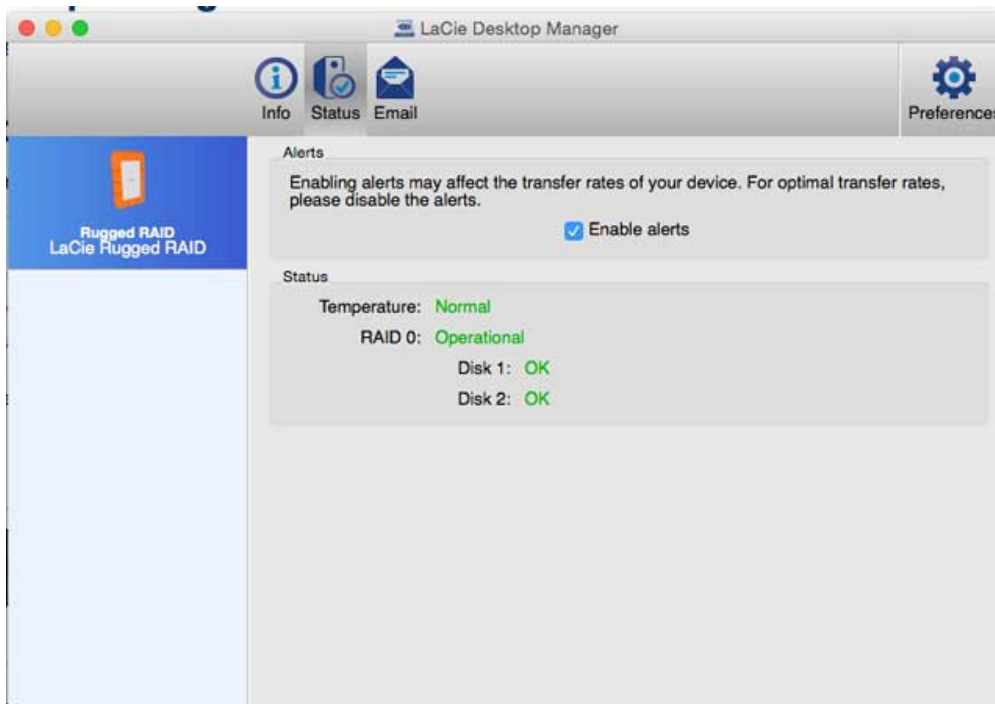 LaCie Desktop Manager
Info
Status
Email
Preferences
Rugged RAID
LaCie Rugged RAID
Alerts
Enabling alerts may affect the transfer rates of your device. For optimal transfer rates,
please disable the alerts.
Enable alerts
Status
Temperature: Normal
RAID 0: Operational
Disk 1: OK
Disk 2: OK